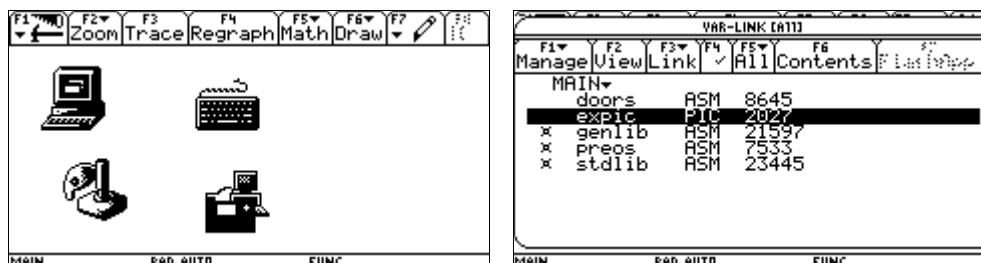 F1▾ F2▾ F3 F4 F5▾ F6▾ F7▾
Zoom Trace Regraph Math Draw
MAIN RAD AUTO FUNC
VAR-LINK [All]
F1▾ F2 F3▾ F4 F5▾ F6 F7
Manage View Link ✓ All Contents FlashApp
MAIN▾
doors ASM 8645
expic PIC 2027
¤ genlib ASM 21597
¤ preos ASM 7533
¤ stdlib ASM 23445
MAIN RAD AUTO FUNC